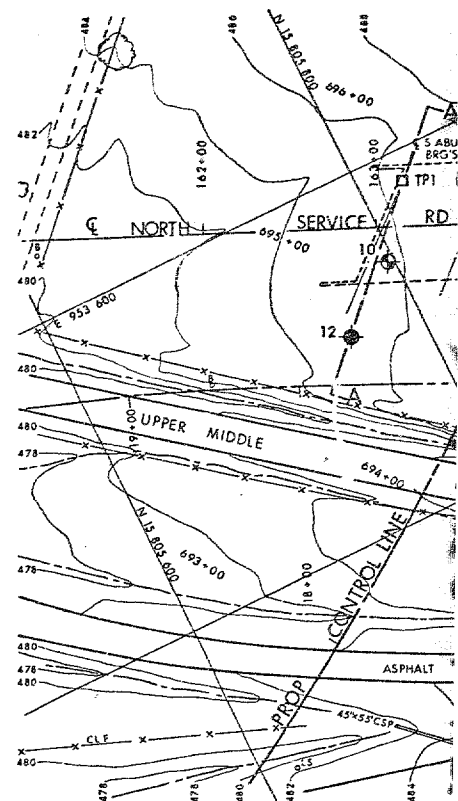 484
486
488
N 15 805 800
696+00
482
A
℄ S ABU
BRG'S
162+00
163+00
TP1
℄ NORTH SERVICE RD
695+00
10
480
E 953 600
12
480
A
480
478
19+00
UPPER MIDDLE
694+00
N 15 805 600
693+00
18+00
478
CONTROL LINE
PROP
480
478
480
ASPHALT
45'x55' CSP
CLF
480
478
478
480
482
484